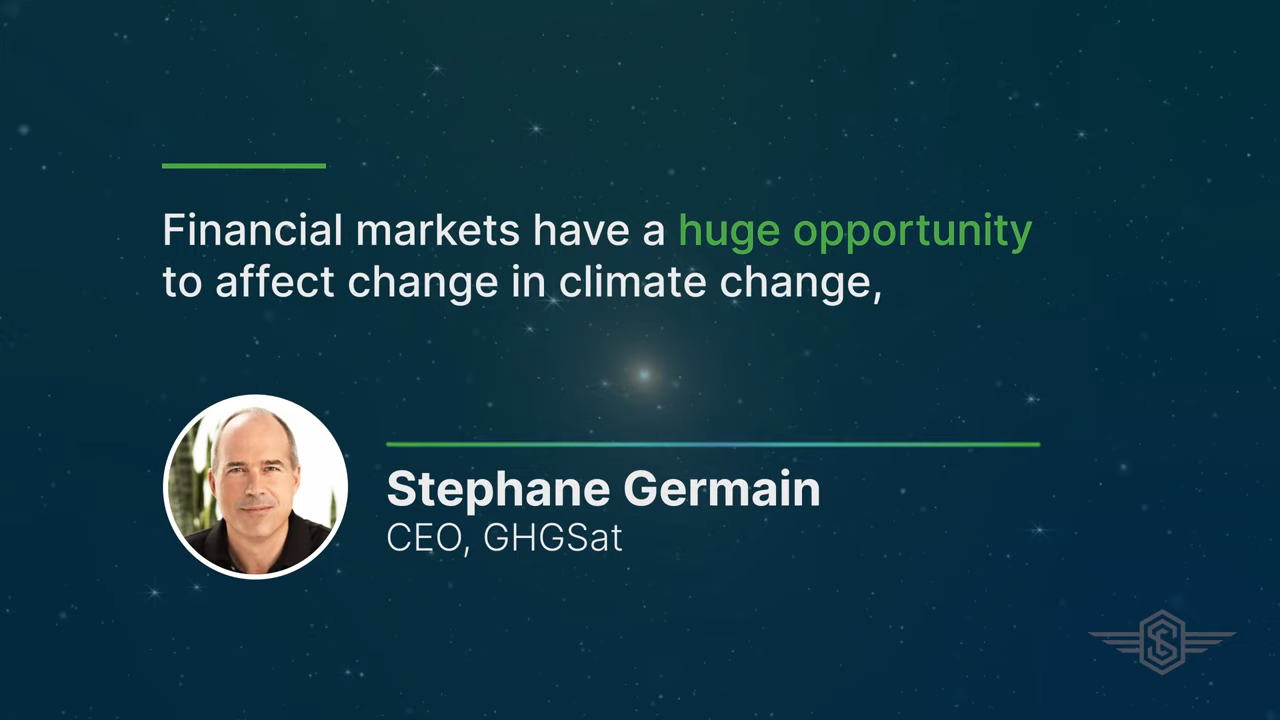 Financial markets have a huge opportunity
to affect change in climate change,
Stephane Germain
CEO, GHGSat